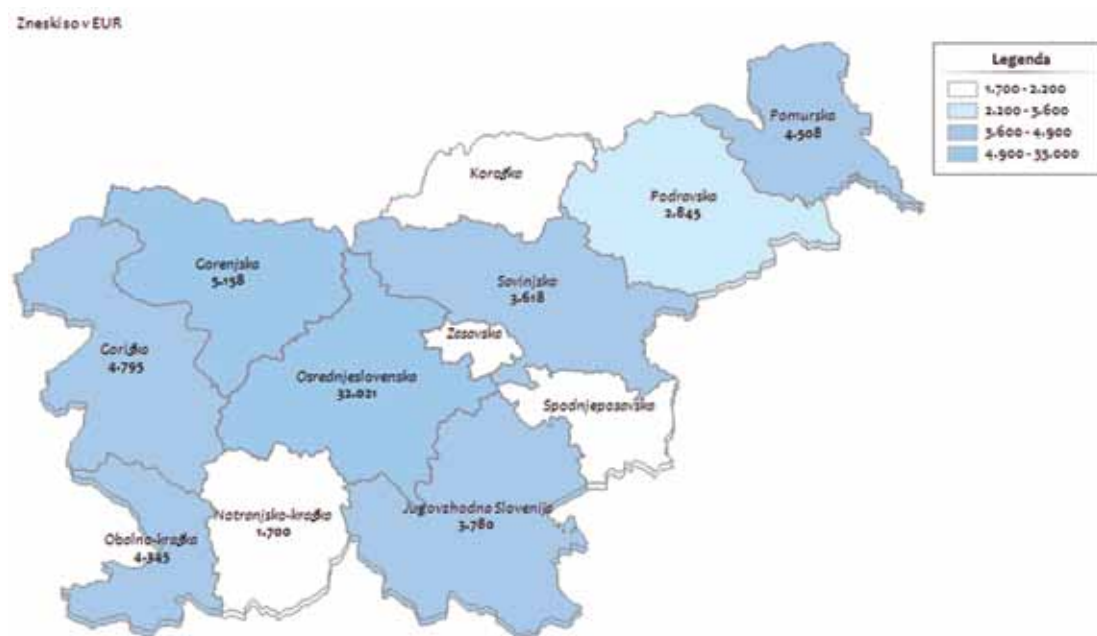 Zneski so v EUR
Legenda
1.700 - 2.200
2.200 - 3.600
3.600 - 4.900
4.900 - 33.000
Pomurska
4.508
Koroška
Podravska
2.845
Gorenjska
5.158
Savinjska
3.618
Zasavska
Goriška
4.795
Osrednjeslovenska
32.021
Spodnjeposavska
Notranjsko-kraška
1.700
Jugovzhodna Slovenija
3.780
Obalno-kraška
4.345